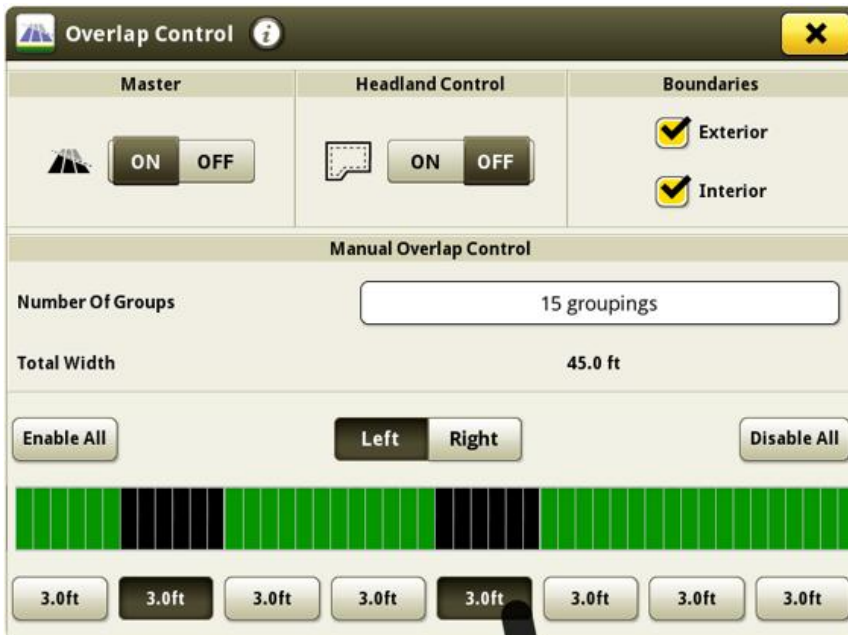 Overlap Control i
Master Headland Control Boundaries
ON OFF ON OFF Exterior
Interior
Manual Overlap Control
Number Of Groups 15 groupings
Total Width 45.0 ft
Enable All Left Right Disable All
3.0ft 3.0ft 3.0ft 3.0ft 3.0ft 3.0ft 3.0ft 3.0ft